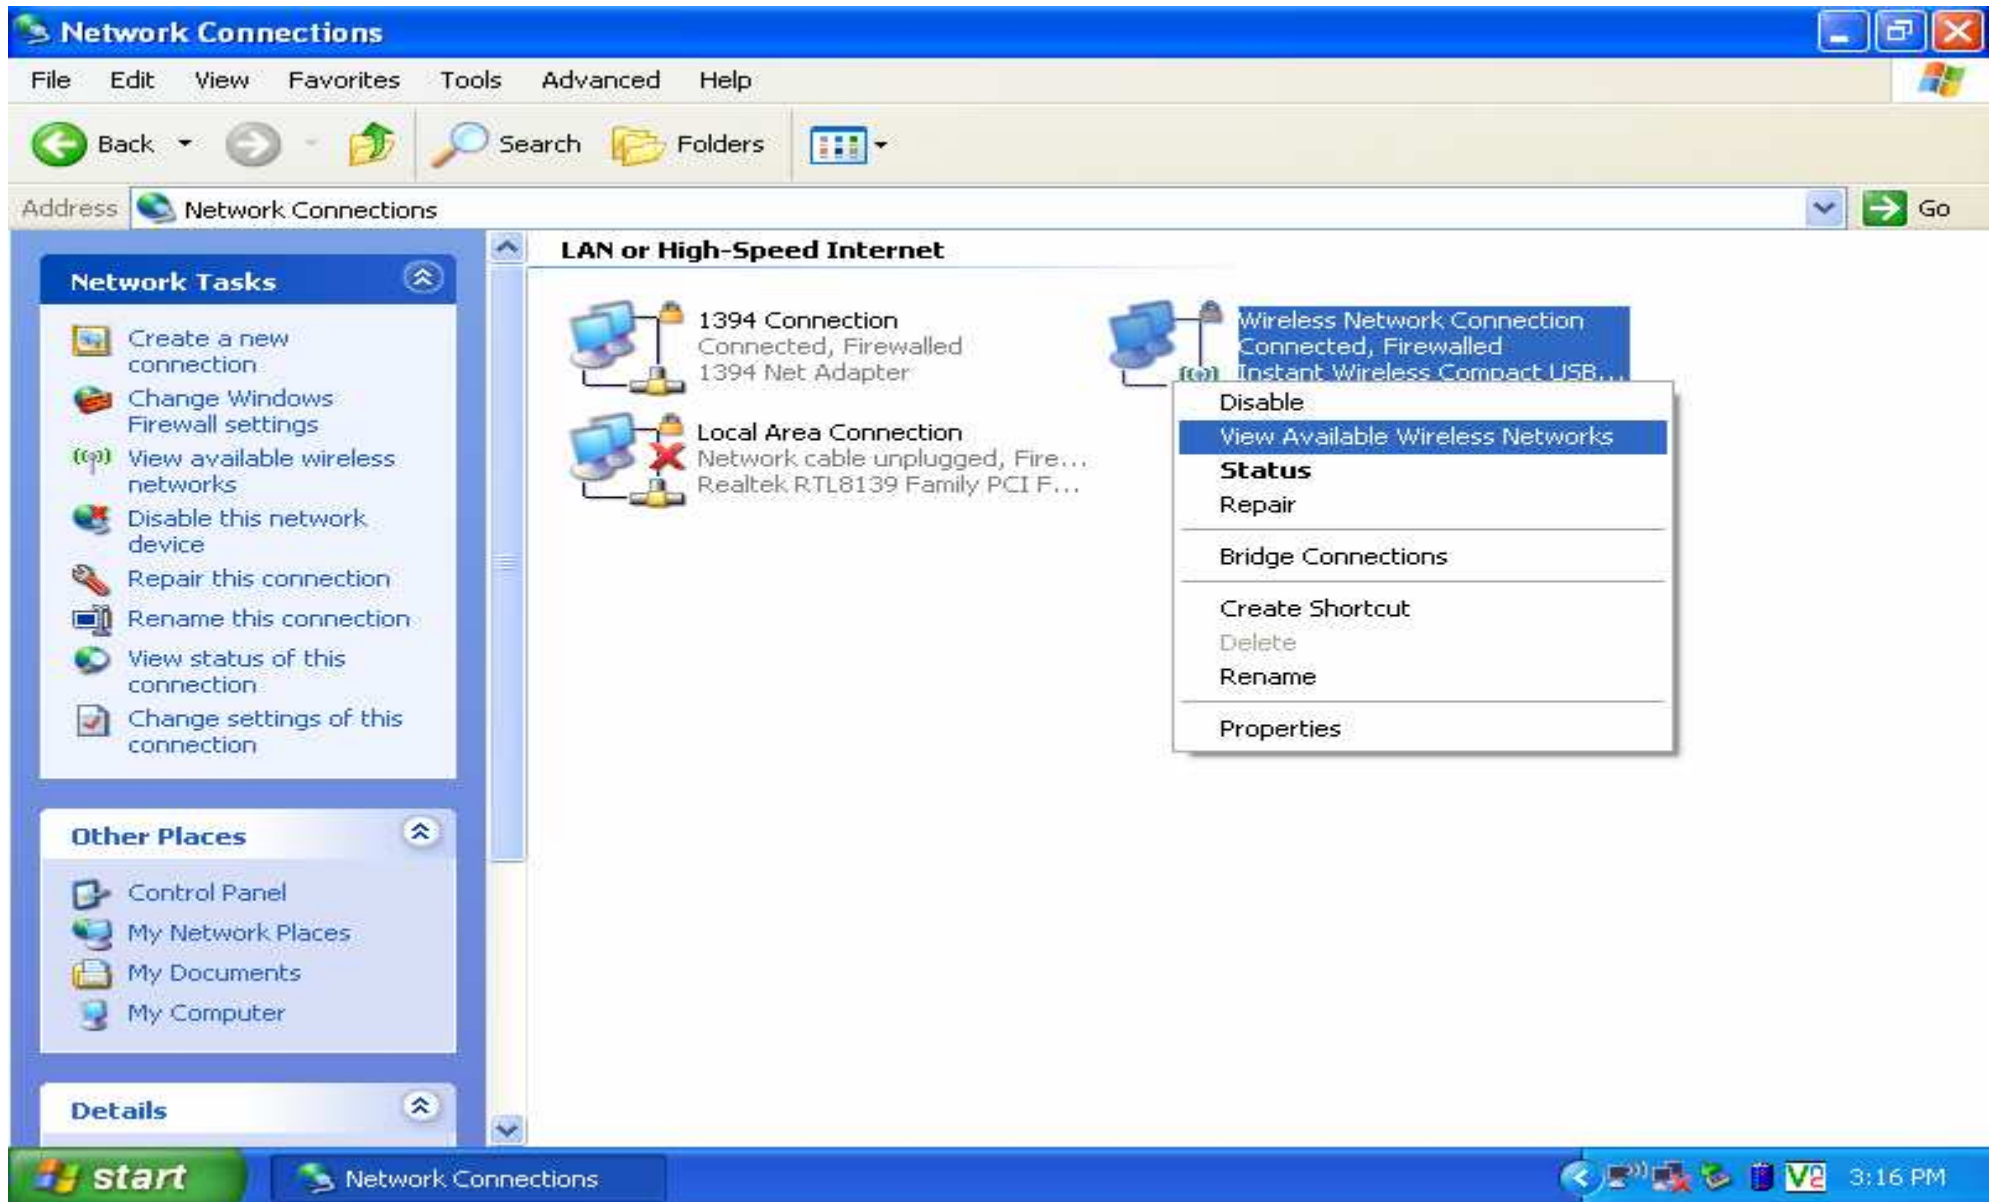 Network Connections
File Edit View Favorites Tools Advanced Help
Back Search Folders
Address Network Connections Go
Network Tasks
Create a new
connection
Change Windows
Firewall settings
View available wireless
networks
Disable this network
device
Repair this connection
Rename this connection
View status of this
connection
Change settings of this
connection
Other Places
Control Panel
My Network Places
My Documents
My Computer
Details
LAN or High-Speed Internet
1394 Connection
Connected, Firewalled
1394 Net Adapter
Wireless Network Connection
Connected, Firewalled
Instant Wireless Compact USB...
Local Area Connection
Network cable unplugged, Fire...
Realtek RTL8139 Family PCI F...
Disable
View Available Wireless Networks
Status
Repair
Bridge Connections
Create Shortcut
Delete
Rename
Properties
start Network Connections V2 3:16 PM